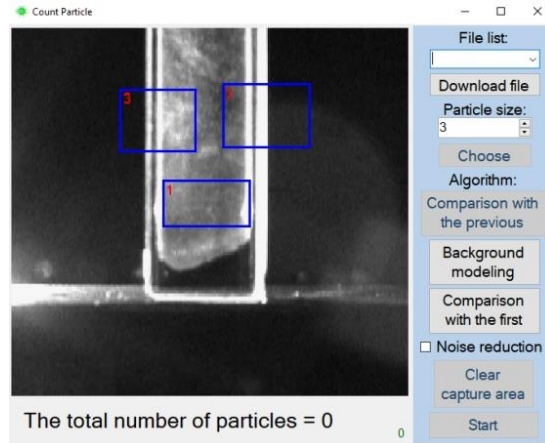 Count Particle
File list:
Download file
Particle size:
3
Choose
Algorithm:
Comparison with
the previous
Background
modeling
Comparison
with the first
Noise reduction
Clear
capture area
Start
3
2
1
The total number of particles = 0
0